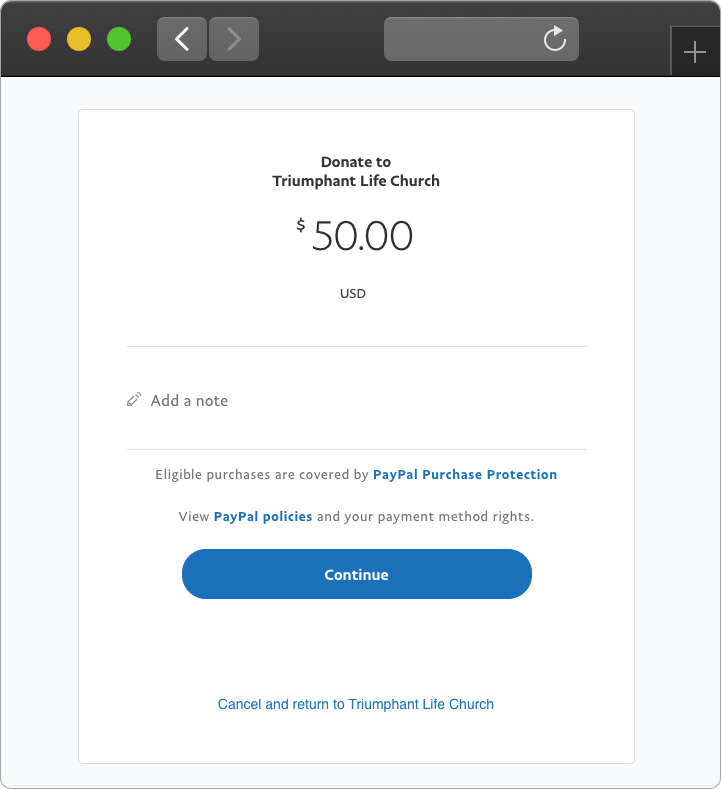 Donate to
Triumphant Life Church
$ 50.00
USD
Add a note
Eligible purchases are covered by PayPal Purchase Protection
View PayPal policies and your payment method rights.
Continue
Cancel and return to Triumphant Life Church